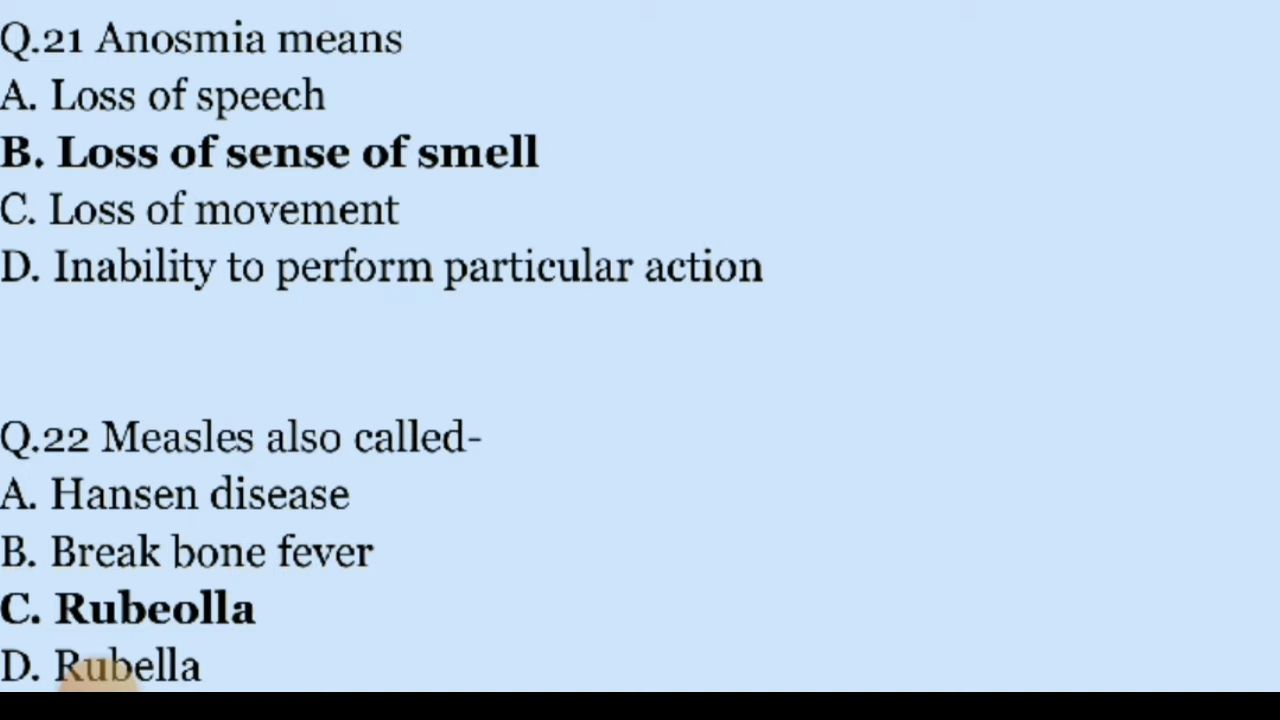 Q.21 Anosmia means
A. Loss of speech
B. Loss of sense of smell
C. Loss of movement
D. Inability to perform particular action
Q.22 Measles also called-
A. Hansen disease
B. Break bone fever
C. Rubeolla
D. Rubella